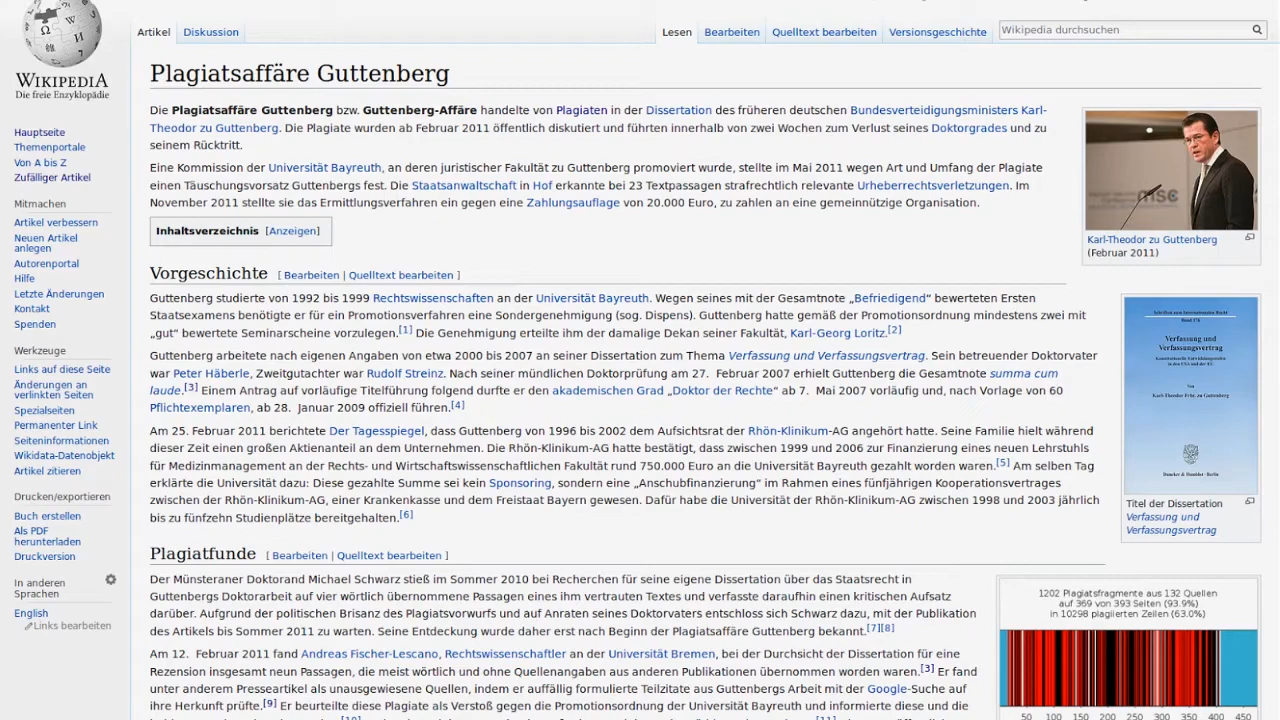 Artikel Diskussion Lesen Bearbeiten Quelltext bearbeiten Versionsgeschichte Wikipedia durchsuchen
WIKIPEDIA
Die freie Enzyklopädie
Hauptseite
Themenportale
Von A bis Z
Zufälliger Artikel
Mitmachen
Artikel verbessern
Neuen Artikel
anlegen
Autorenportal
Hilfe
Letzte Änderungen
Kontakt
Spenden
Werkzeuge
Links auf diese Seite
Änderungen an
verlinkten Seiten
Spezialseiten
Permanenter Link
Seiteninformationen
Wikidata-Datenobjekt
Artikel zitieren
Drucken/exportieren
Buch erstellen
Als PDF
herunterladen
Druckversion
In anderen
Sprachen
English
Links bearbeiten
Plagiatsaffäre Guttenberg
Die Plagiatsaffäre Guttenberg bzw. Guttenberg-Affäre handelte von Plagiaten in der Dissertation des früheren deutschen Bundesverteidigungsministers Karl-
Theodor zu Guttenberg. Die Plagiate wurden ab Februar 2011 öffentlich diskutiert und führten innerhalb von zwei Wochen zum Verlust seines Doktorgrades und zu
seinem Rücktritt.
Eine Kommission der Universität Bayreuth, an deren juristischer Fakultät zu Guttenberg promoviert wurde, stellte im Mai 2011 wegen Art und Umfang der Plagiate
einen Täuschungsvorsatz Guttenbergs fest. Die Staatsanwaltschaft in Hof erkannte bei 23 Textpassagen strafrechtlich relevante Urheberrechtsverletzungen. Im
November 2011 stellte sie das Ermittlungsverfahren ein gegen eine Zahlungsauflage von 20.000 Euro, zu zahlen an eine gemeinnützige Organisation.
Inhaltsverzeichnis [Anzeigen]
msc
Karl-Theodor zu Guttenberg
(Februar 2011)
Vorgeschichte [ Bearbeiten | Quelltext bearbeiten ]
Guttenberg studierte von 1992 bis 1999 Rechtswissenschaften an der Universität Bayreuth. Wegen seines mit der Gesamtnote „Befriedigend“ bewerteten Ersten
Staatsexamens benötigte er für ein Promotionsverfahren eine Sondergenehmigung (sog. Dispens). Guttenberg hatte gemäß der Promotionsordnung mindestens zwei mit
„gut“ bewertete Seminarscheine vorzulegen.[1] Die Genehmigung erteilte ihm der damalige Dekan seiner Fakultät, Karl-Georg Loritz.[2]
Guttenberg arbeitete nach eigenen Angaben von etwa 2000 bis 2007 an seiner Dissertation zum Thema Verfassung und Verfassungsvertrag. Sein betreuender Doktorvater
war Peter Häberle, Zweitgutachter war Rudolf Streinz. Nach seiner mündlichen Doktorprüfung am 27. Februar 2007 erhielt Guttenberg die Gesamtnote summa cum
laude.[3] Einem Antrag auf vorläufige Titelführung folgend durfte er den akademischen Grad „Doktor der Rechte“ ab 7. Mai 2007 vorläufig und, nach Vorlage von 60
Pflichtexemplaren, ab 28. Januar 2009 offiziell führen.[4]
Am 25. Februar 2011 berichtete Der Tagesspiegel, dass Guttenberg von 1996 bis 2002 dem Aufsichtsrat der Rhön-Klinikum-AG angehört hatte. Seine Familie hielt während
dieser Zeit einen großen Aktienanteil an dem Unternehmen. Die Rhön-Klinikum-AG hatte bestätigt, dass zwischen 1999 und 2006 zur Finanzierung eines neuen Lehrstuhls
für Medizinmanagement an der Rechts- und Wirtschaftswissenschaftlichen Fakultät rund 750.000 Euro an die Universität Bayreuth gezahlt worden waren.[5] Am selben Tag
erklärte die Universität dazu: Diese gezahlte Summe sei kein Sponsoring, sondern eine „Anschubfinanzierung“ im Rahmen eines fünfjährigen Kooperationsvertrages
zwischen der Rhön-Klinikum-AG, einer Krankenkasse und dem Freistaat Bayern gewesen. Dafür habe die Universität der Rhön-Klinikum-AG zwischen 1998 und 2003 jährlich
bis zu fünfzehn Studienplätze bereitgehalten.[6]
Verfassung und
Verfassungsvertrag
Titel der Dissertation
Verfassung und
Verfassungsvertrag
Plagiatfunde [ Bearbeiten | Quelltext bearbeiten ]
Der Münsteraner Doktorand Michael Schwarz stieß im Sommer 2010 bei Recherchen für seine eigene Dissertation über das Staatsrecht in
Guttenbergs Doktorarbeit auf vier wörtlich übernommene Passagen eines ihm vertrauten Textes und verfasste daraufhin einen kritischen Aufsatz
darüber. Aufgrund der politischen Brisanz des Plagiatsvorwurfs und auf Anraten seines Doktorvaters entschloss sich Schwarz dazu, mit der Publikation
des Artikels bis Sommer 2011 zu warten. Seine Entdeckung wurde daher erst nach Beginn der Plagiatsaffäre Guttenberg bekannt.[7][8]
Am 12. Februar 2011 fand Andreas Fischer-Lescano, Rechtswissenschaftler an der Universität Bremen, bei der Durchsicht der Dissertation für eine
Rezension insgesamt neun Passagen, die meist wörtlich und ohne Quellenangaben aus anderen Publikationen übernommen worden waren.[3] Er fand
unter anderem Presseartikel als unausgewiesene Quellen, indem er auffällig formulierte Teilzitate aus Guttenbergs Arbeit mit der Google-Suche auf
ihre Herkunft prüfte.[9] Er beurteilte diese Plagiate als Verstoß gegen die Promotionsordnung der Universität Bayreuth und informierte diese und die
1202 Plagiatsfragmente aus 132 Quellen
auf 369 von 393 Seiten (93.9%)
in 10298 plagiierten Zeilen (63.0%)
50 100 150 200 250 300 350 400 450